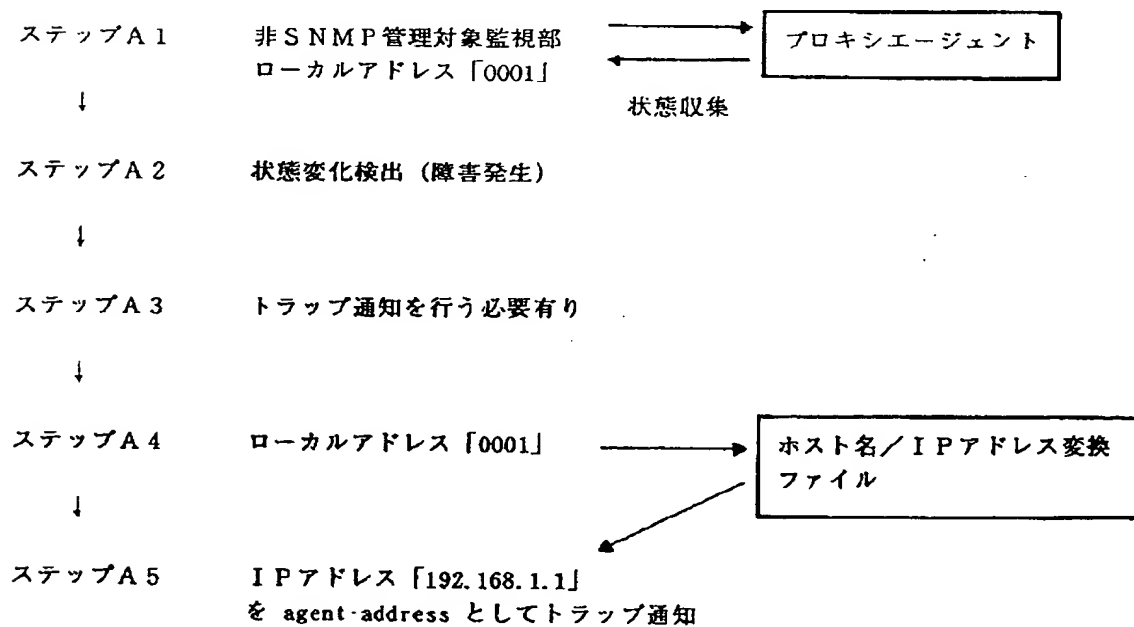 ステップA1 非SNMP管理対象監視部 プロキシエージェント
ローカルアドレス「0001」
↓ 状態収集
ステップA2 状態変化検出(障害発生)
↓
ステップA3 トラップ通知を行う必要有り
↓
ステップA4 ローカルアドレス「0001」 ホスト名/IPアドレス変換
ファイル
↓
ステップA5 IPアドレス「192.168.1.1」
を agent-address としてトラップ通知